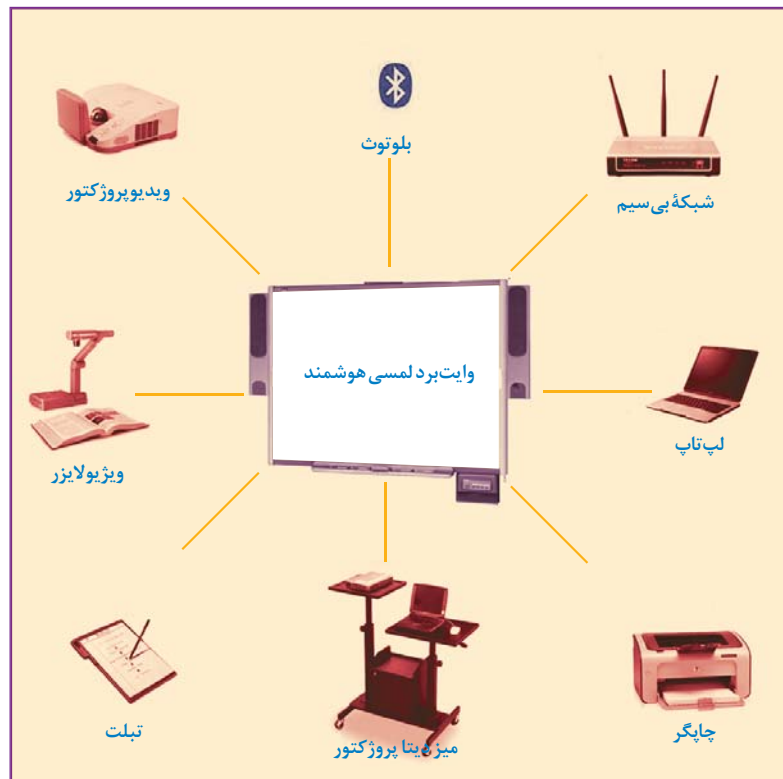 بلوتوث
شبکهٔ بی‌سیم
ویدیوپروژکتور
وایت‌برد لمسی هوشمند
لپ‌تاپ
ویژیولایزر
چاپگر
میز دیتا پروژکتور
تبلت